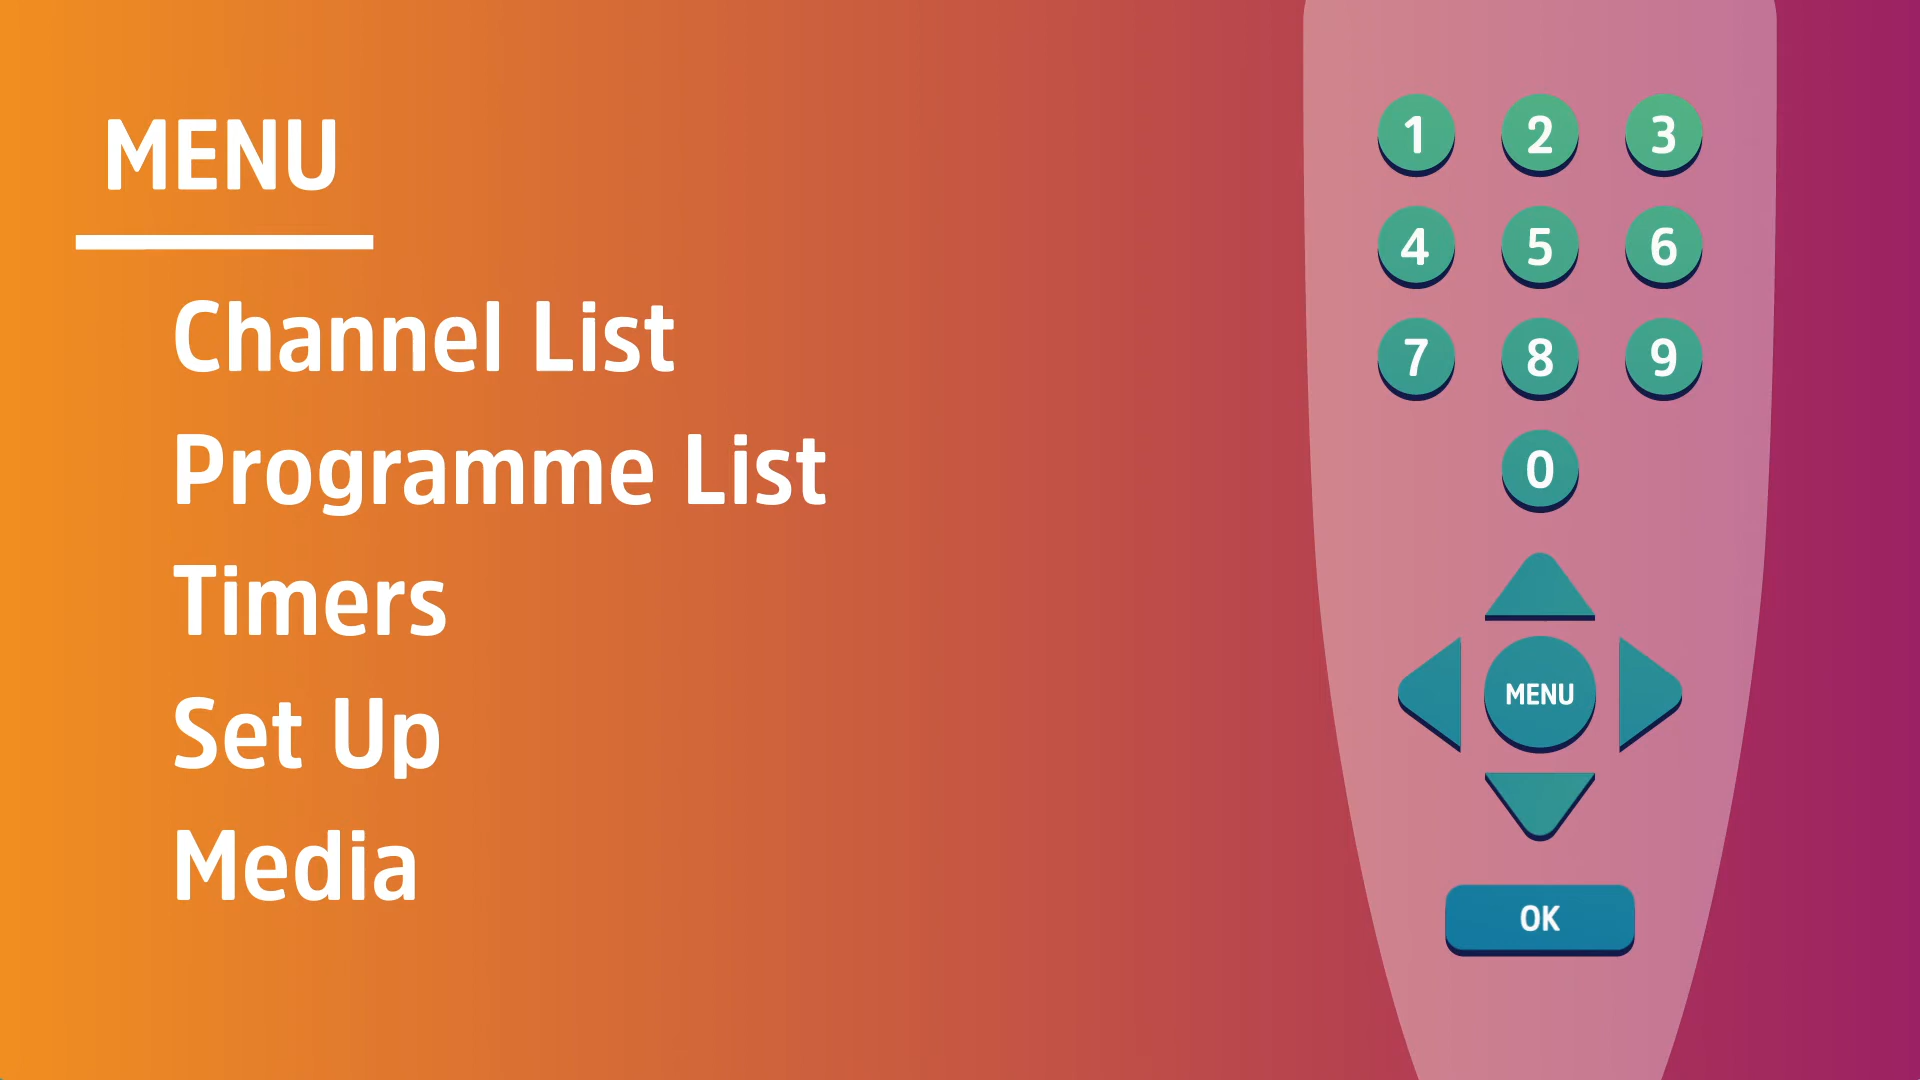 MENU
Channel List
Programme List
Timers
Set Up
Media
1 2 3
4 5 6
7 8 9
0
MENU
OK